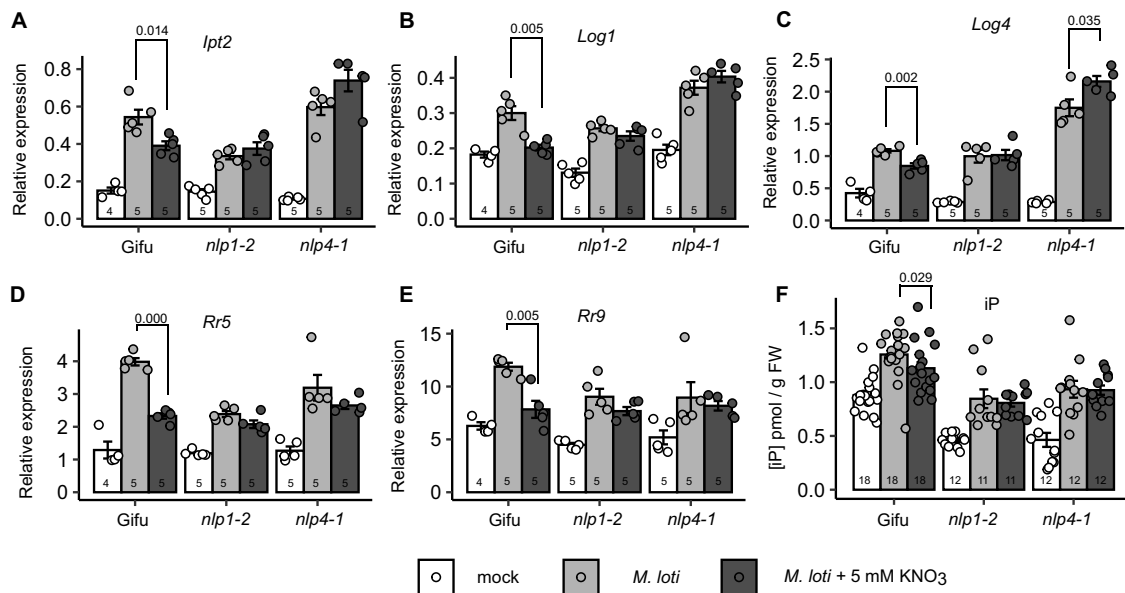 A
0.014
Ipt2
Relative expression
0.8
0.6
0.4
0.2
0.0
4 5 5 5 5 5 5 5 5
Gifu nlp1-2 nlp4-1
B
0.005
Log1
Relative expression
0.4
0.3
0.2
0.1
0.0
4 5 5 5 5 5 5 5 5
Gifu nlp1-2 nlp4-1
C
0.035
Log4
0.002
Relative expression
2.5
2.0
1.5
1.0
0.5
0.0
4 5 5 5 5 5 5 5 5
Gifu nlp1-2 nlp4-1
D
0.000
Rr5
Relative expression
4
3
2
1
0
4 5 5 5 5 5 5 5 5
Gifu nlp1-2 nlp4-1
E
0.005
Rr9
Relative expression
15
10
5
0
4 5 5 5 5 5 5 5 5
Gifu nlp1-2 nlp4-1
F
0.029
iP
[iP] pmol / g FW
1.5
1.0
0.5
0.0
18 18 18 12 11 11 12 12 12
Gifu nlp1-2 nlp4-1
mock M. loti M. loti + 5 mM KNO₃